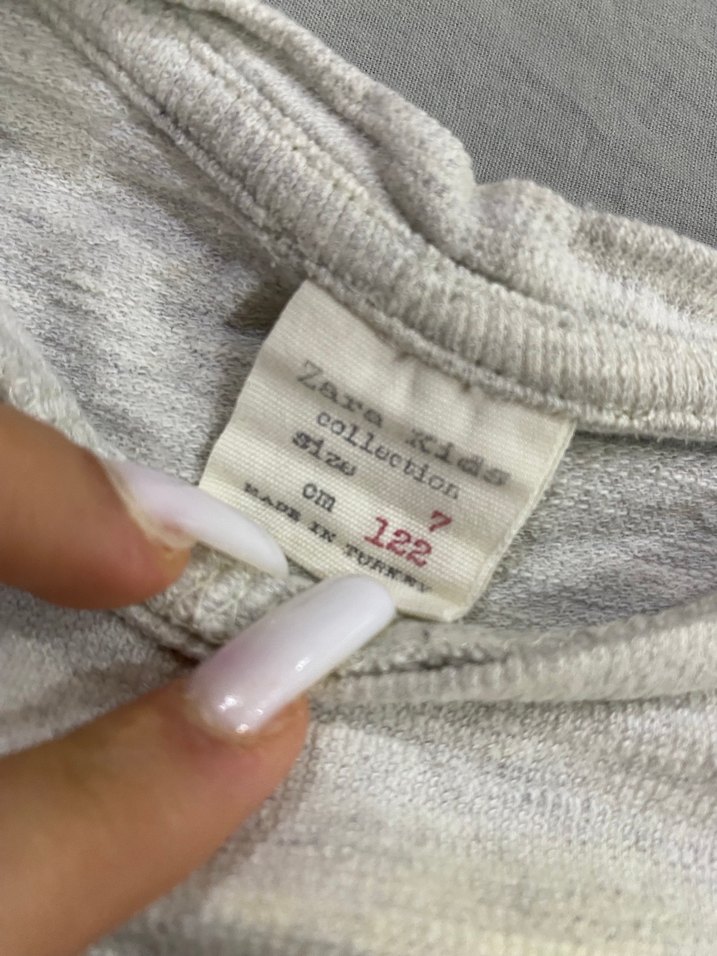 Zara Kids
collection
size 7
cm 122
MADE IN TURKEY